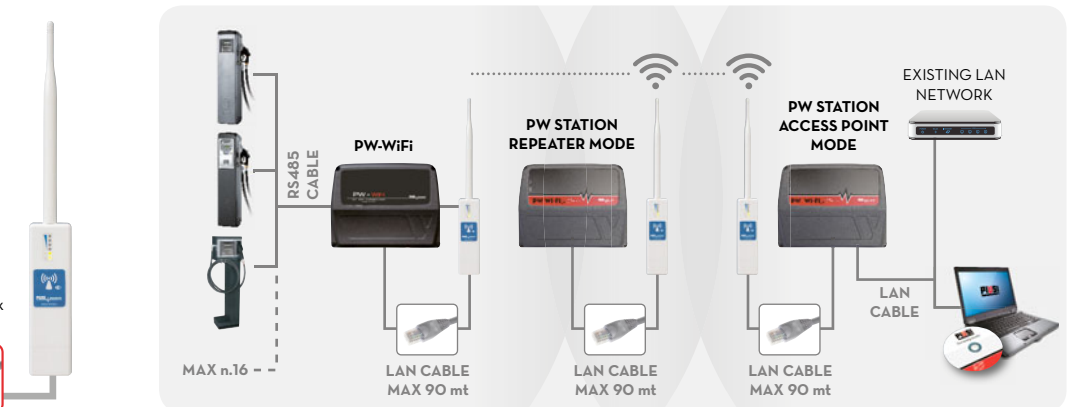 EXISTING LAN
NETWORK
PW STATION
ACCESS POINT
MODE
PW STATION
REPEATER MODE
PW-WiFi
RS485
CABLE
LAN
CABLE
MAX n.16
LAN CABLE
MAX 90 mt
LAN CABLE
MAX 90 mt
LAN CABLE
MAX 90 mt